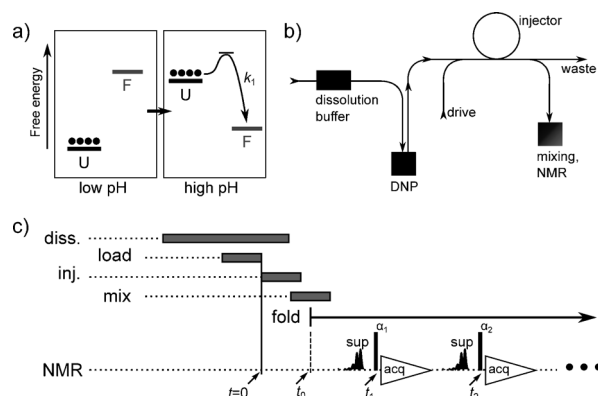 a)
Free energy
U
F
low pH
U
k1
F
high pH
b)
injector
waste
dissolution
buffer
drive
DNP
mixing,
NMR
c)
diss.
load
inj.
mix
fold
sup
α1
acq
sup
α2
acq
NMR
t=0
t0
t1
t2